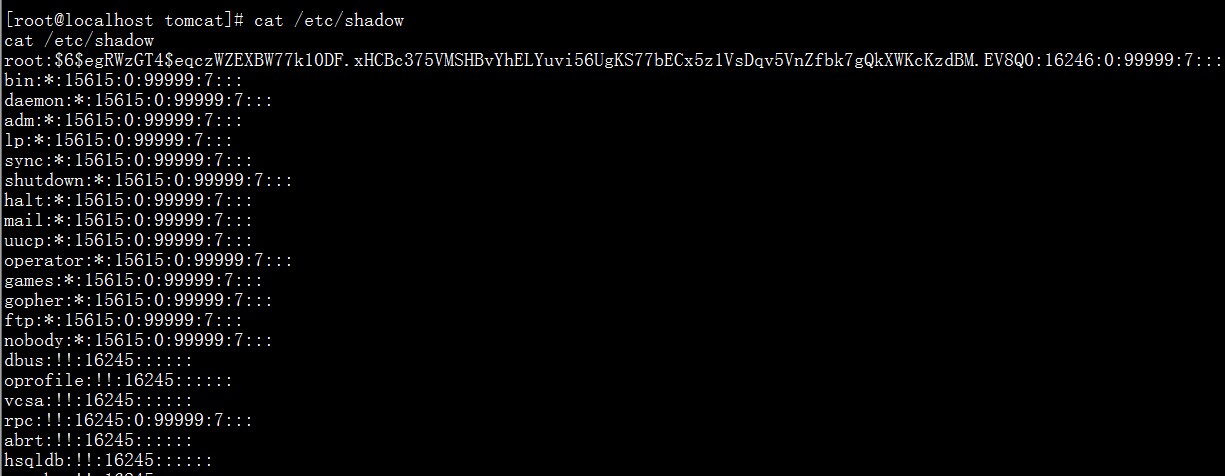 [root@localhost tomcat]# cat /etc/shadow
cat /etc/shadow
root:$6$egRWzGT4$eqczWZEXBW77k1ODF.xHCBc375VMSHBvYhELYuvi56UgKS77bECx5z1VsDqv5VnZfbk7gQkXWKcKzdBM.EV8Q0:16246:0:99999:7:::
bin:*:15615:0:99999:7:::
daemon:*:15615:0:99999:7:::
adm:*:15615:0:99999:7:::
lp:*:15615:0:99999:7:::
sync:*:15615:0:99999:7:::
shutdown:*:15615:0:99999:7:::
halt:*:15615:0:99999:7:::
mail:*:15615:0:99999:7:::
uucp:*:15615:0:99999:7:::
operator:*:15615:0:99999:7:::
games:*:15615:0:99999:7:::
gopher:*:15615:0:99999:7:::
ftp:*:15615:0:99999:7:::
nobody:*:15615:0:99999:7:::
dbus:!!:16245::::::
oprofile:!!:16245::::::
vcsa:!!:16245::::::
rpc:!!:16245:0:99999:7:::
abrt:!!:16245::::::
hsqldb:!!:16245::::::